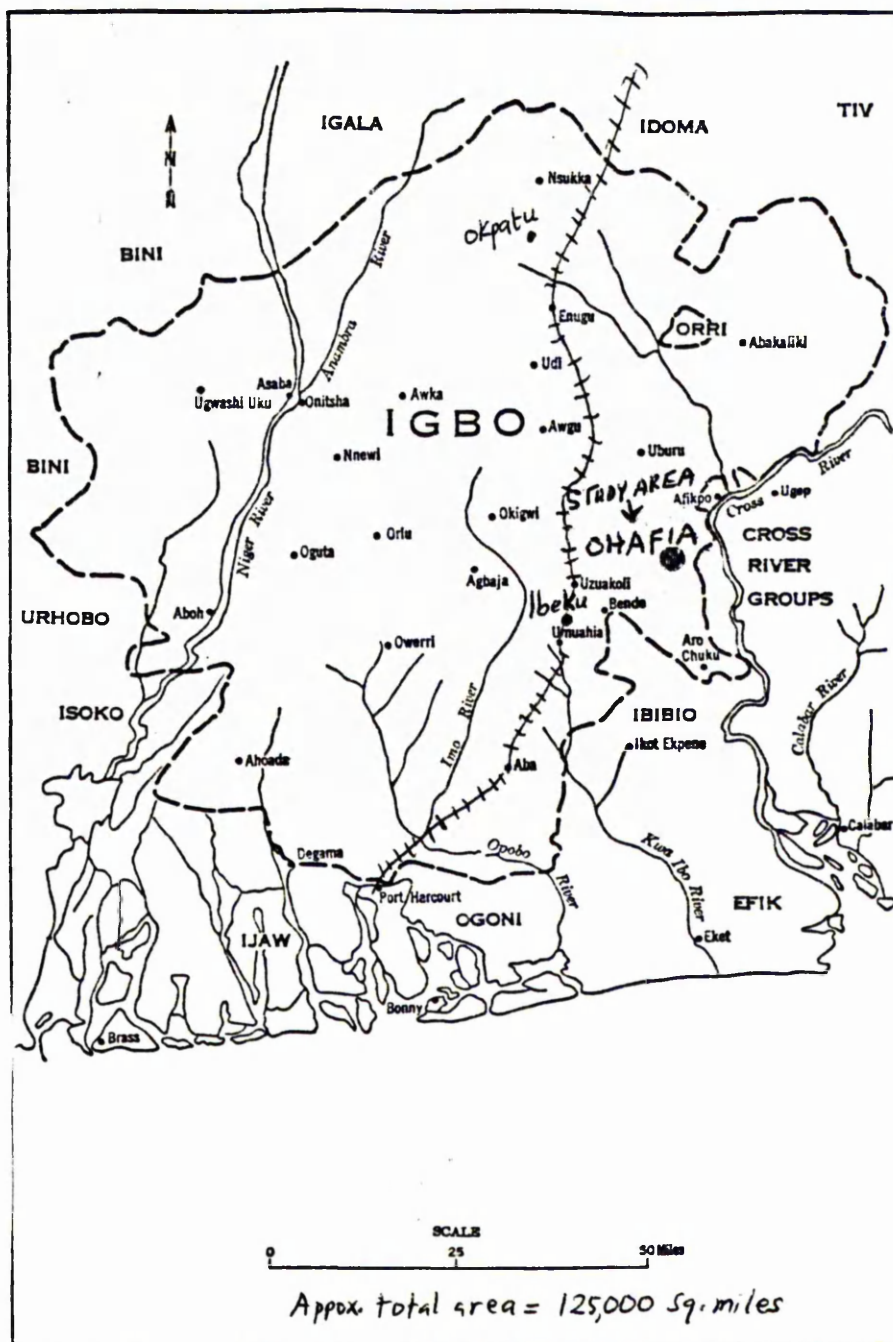 IGALA
IDOMA
TIV
N
Nsukka
Okpatu
BINI
Anambra River
Enugu
ORRI
Abakaliki
Udi
Asaba
Ugwashi Uku
Onitsha
Awka
IGBO
Awgu
Nnewi
Uburu
BINI
STUDY AREA
Afikpo
Cross River
Ugep
Okigwi
Niger River
Orlu
Oguta
OHAFIA
CROSS
RIVER
GROUPS
Agbaja
Uzuakoli
Ibeku
Bende
URHOBO
Aboh
Umuahia
Aro
Chuku
Owerri
ISOKO
Imo River
IBIBIO
Calabar River
Ikot Ekpene
Ahoada
Aba
Calabar
Degama
Opobo River
Kwa Ibo River
Port Harcourt
OGONI
EFIK
IJAW
Eket
Bonny
Brass
SCALE
0 25 50 Miles
Appox. total area = 125,000 sq. miles